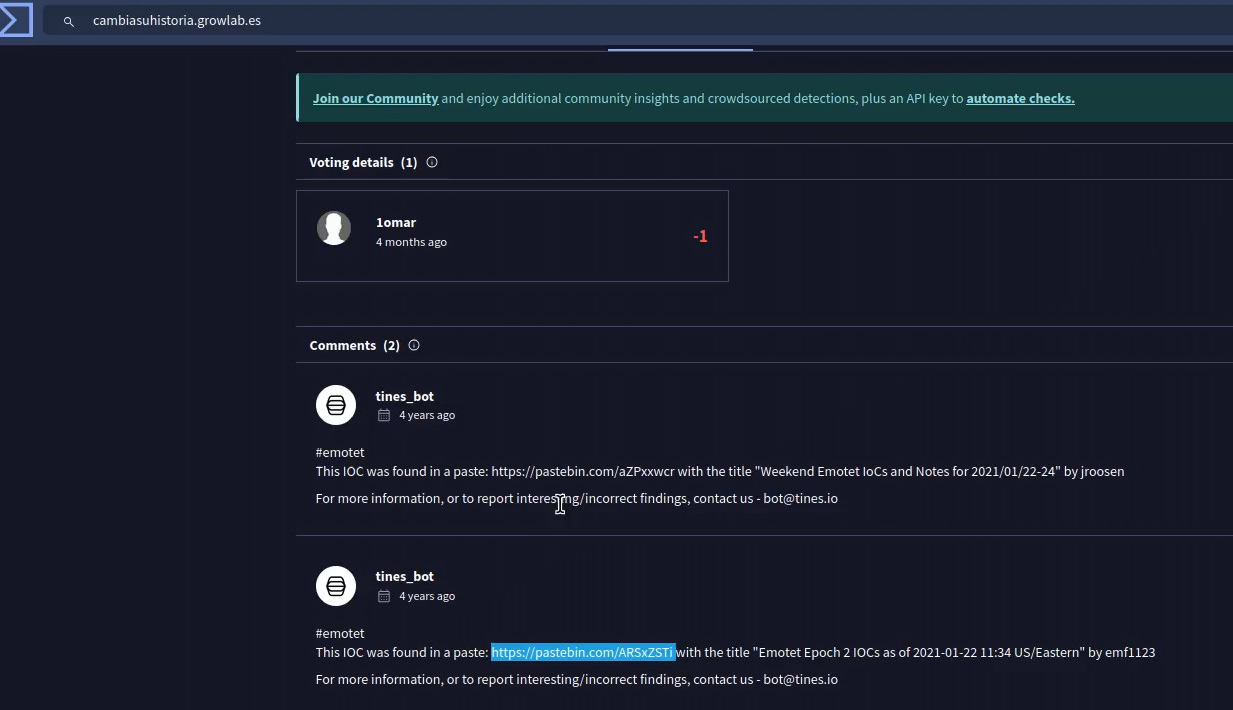 cambiasuhistoria.growlab.es
Join our Community and enjoy additional community insights and crowdsourced detections, plus an API key to automate checks.
Voting details (1)
1omar
4 months ago
-1
Comments (2)
tines_bot
4 years ago
#emotet
This IOC was found in a paste: https://pastebin.com/aZPxxwcr with the title "Weekend Emotet IoCs and Notes for 2021/01/22-24" by jroosen
For more information, or to report interesting/incorrect findings, contact us - bot@tines.io
tines_bot
4 years ago
#emotet
This IOC was found in a paste: https://pastebin.com/ARSxZSTi with the title "Emotet Epoch 2 IOCs as of 2021-01-22 11:34 US/Eastern" by emf1123
For more information, or to report interesting/incorrect findings, contact us - bot@tines.io